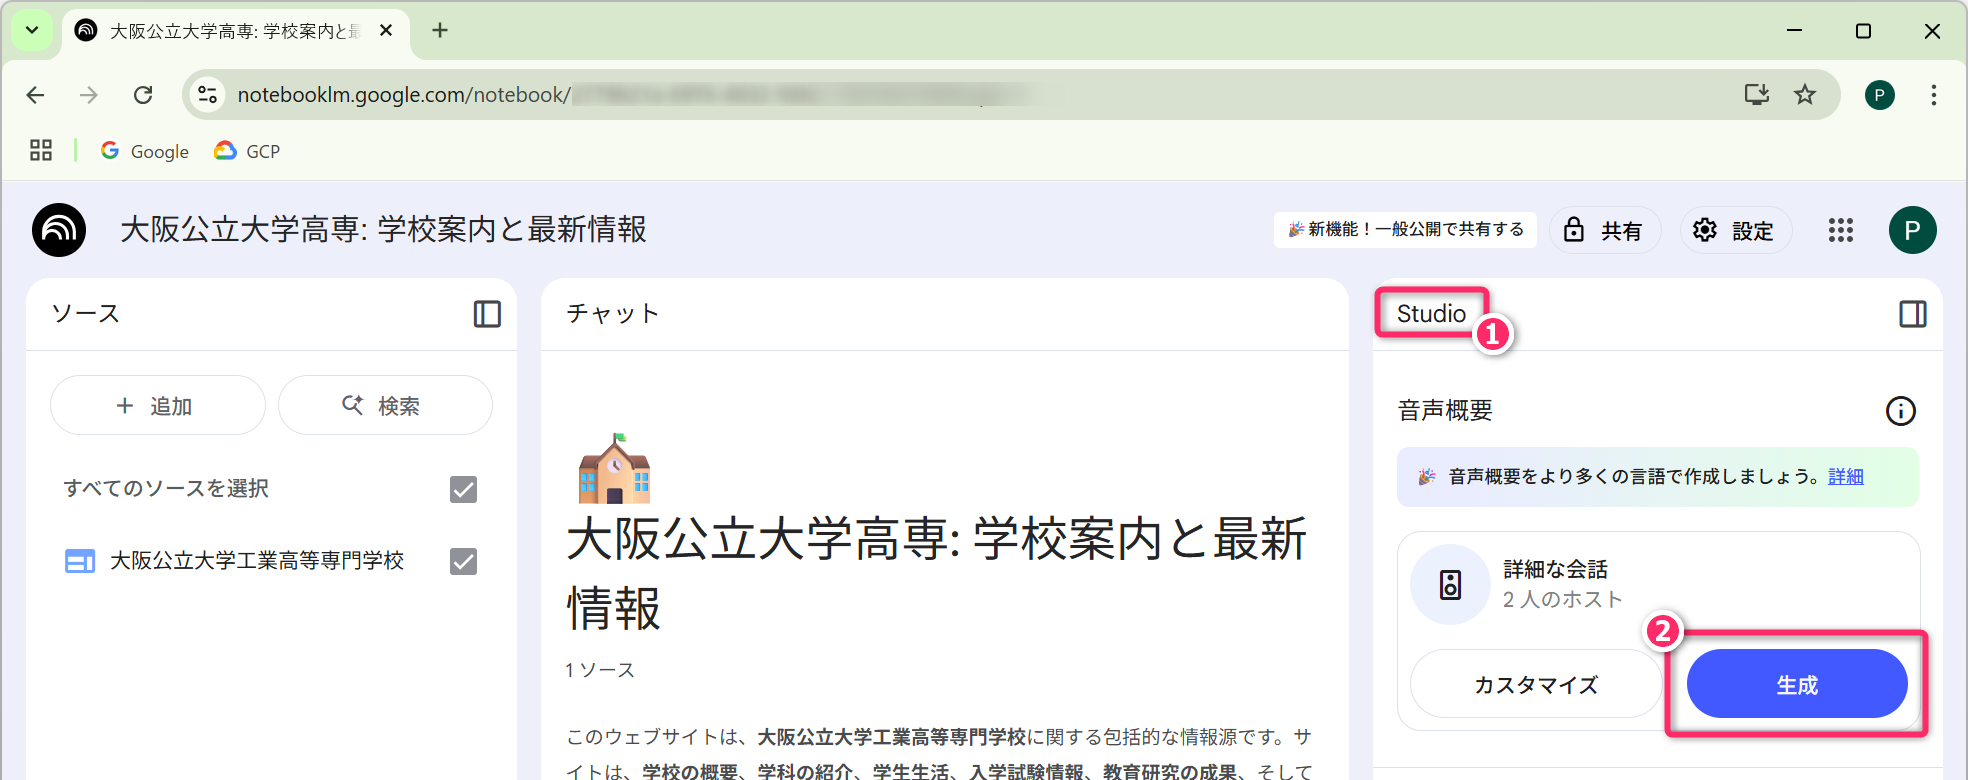 大阪公立大学高専: 学校案内と最
notebooklm.google.com/notebook/
P
Google
GCP
大阪公立大学高専: 学校案内と最新情報
新機能！一般公開で共有する
共有
設定
P
ソース
追加
検索
すべてのソースを選択
大阪公立大学工業高等専門学校
チャット
大阪公立大学高専: 学校案内と最新
情報
1 ソース
このウェブサイトは、大阪公立大学工業高等専門学校に関する包括的な情報源です。サ
イトは、学校の概要、学科の紹介、学生生活、入学試験情報、教育研究の成果、そして
Studio
1
音声概要
音声概要をより多くの言語で作成しましょう。詳細
詳細な会話
2 人のホスト
2
カスタマイズ
生成